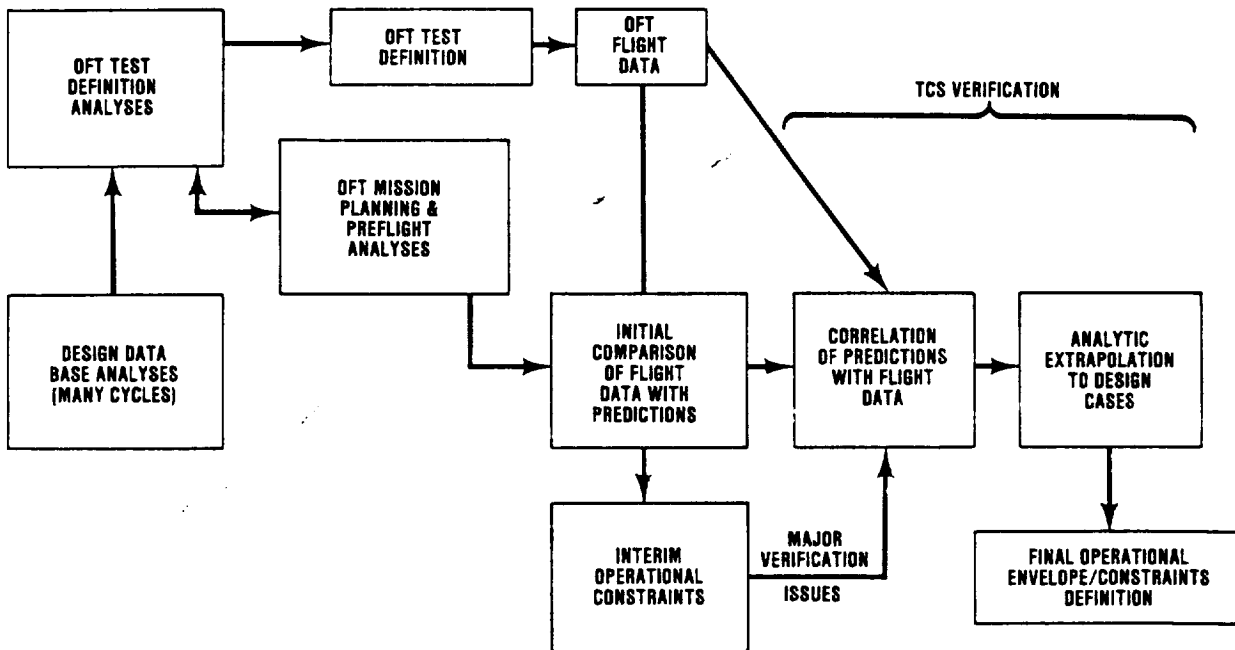 OFT TEST
DEFINITION
ANALYSES
OFT TEST
DEFINITION
OFT
FLIGHT
DATA
TCS VERIFICATION
OFT MISSION
PLANNING &
PREFLIGHT
ANALYSES
DESIGN DATA
BASE ANALYSES
(MANY CYCLES)
INITIAL
COMPARISON
OF FLIGHT
DATA WITH
PREDICTIONS
CORRELATION
OF PREDICTIONS
WITH FLIGHT
DATA
ANALYTIC
EXTRAPOLATION
TO DESIGN
CASES
INTERIM
OPERATIONAL
CONSTRAINTS
MAJOR
VERIFICATION
ISSUES
FINAL OPERATIONAL
ENVELOPE/CONSTRAINTS
DEFINITION